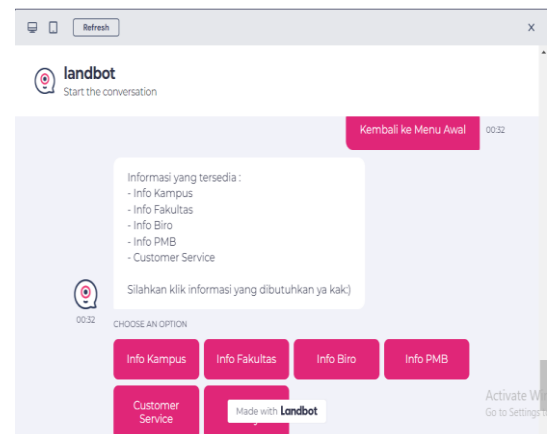 Refresh
X
landbot
Start the conversation
Kembali ke Menu Awal
00:32
Informasi yang tersedia :
- Info Kampus
- Info Fakultas
- Info Biro
- Info PMB
- Customer Service
Silahkan klik informasi yang dibutuhkan ya kak:)
00:32
CHOOSE AN OPTION
Info Kampus
Info Fakultas
Info Biro
Info PMB
Customer
Service
Made with Landbot
Activate
Go to Settings